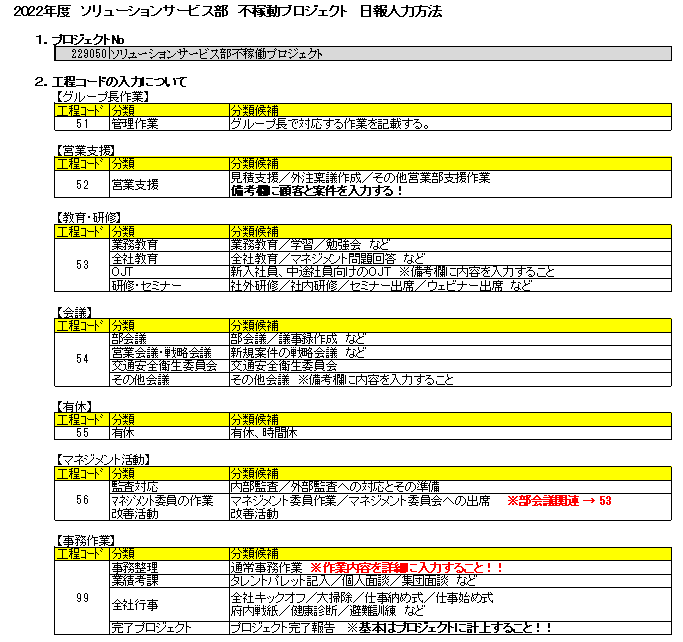 2022年度　ソリューションサービス部　不稼動プロジェクト　日報入力方法
1. プロジェクトNo
229050 ソリューションサービス部不稼働プロジェクト
2. 工程コードの入力について
【グループ長作業】
工程コード 分類 分類候補
51 管理作業 グループ長で対応する作業を記載する。
【営業支援】
工程コード 分類 分類候補
52 営業支援 見積支援／外注稟議作成／その他営業部支援作業
備考欄に顧客と案件を入力する！
【教育・研修】
工程コード 分類 分類候補
53 業務教育 業務教育／学習／勉強会 など
全社教育 全社教育／マネジメント問題回答 など
OJT 新入社員、中途社員向けのOJT ※備考欄に内容を入力すること
研修・セミナー 社外研修／社内研修／セミナー出席／ウェビナー出席 など
【会議】
工程コード 分類 分類候補
54 部会議 部会議／議事録作成 など
営業会議・戦略会議 新規案件の戦略会議 など
交通安全衛生委員会 交通安全衛生委員会
その他会議 その他会議 ※備考欄に内容を入力すること
【有休】
工程コード 分類 分類候補
55 有休 有休、時間休
【マネジメント活動】
工程コード 分類 分類候補
56 監査対応 内部監査／外部監査への対応とその準備
マネジメント委員の作業 マネジメント委員作業／マネジメント委員会への出席 ※部会議関連 → 53
改善活動 改善活動
【事務作業】
工程コード 分類 分類候補
99 事務整理 通常事務作業 ※作業内容を詳細に入力すること！！
業績考課 タレントパレット記入／個人面談／集団面談 など
全社行事 全社キックオフ／大掃除／仕事納め式／仕事始め式
府内戦紙／健康診断／避難訓練 など
完了プロジェクト プロジェクト完了報告 ※基本はプロジェクトに計上すること！！